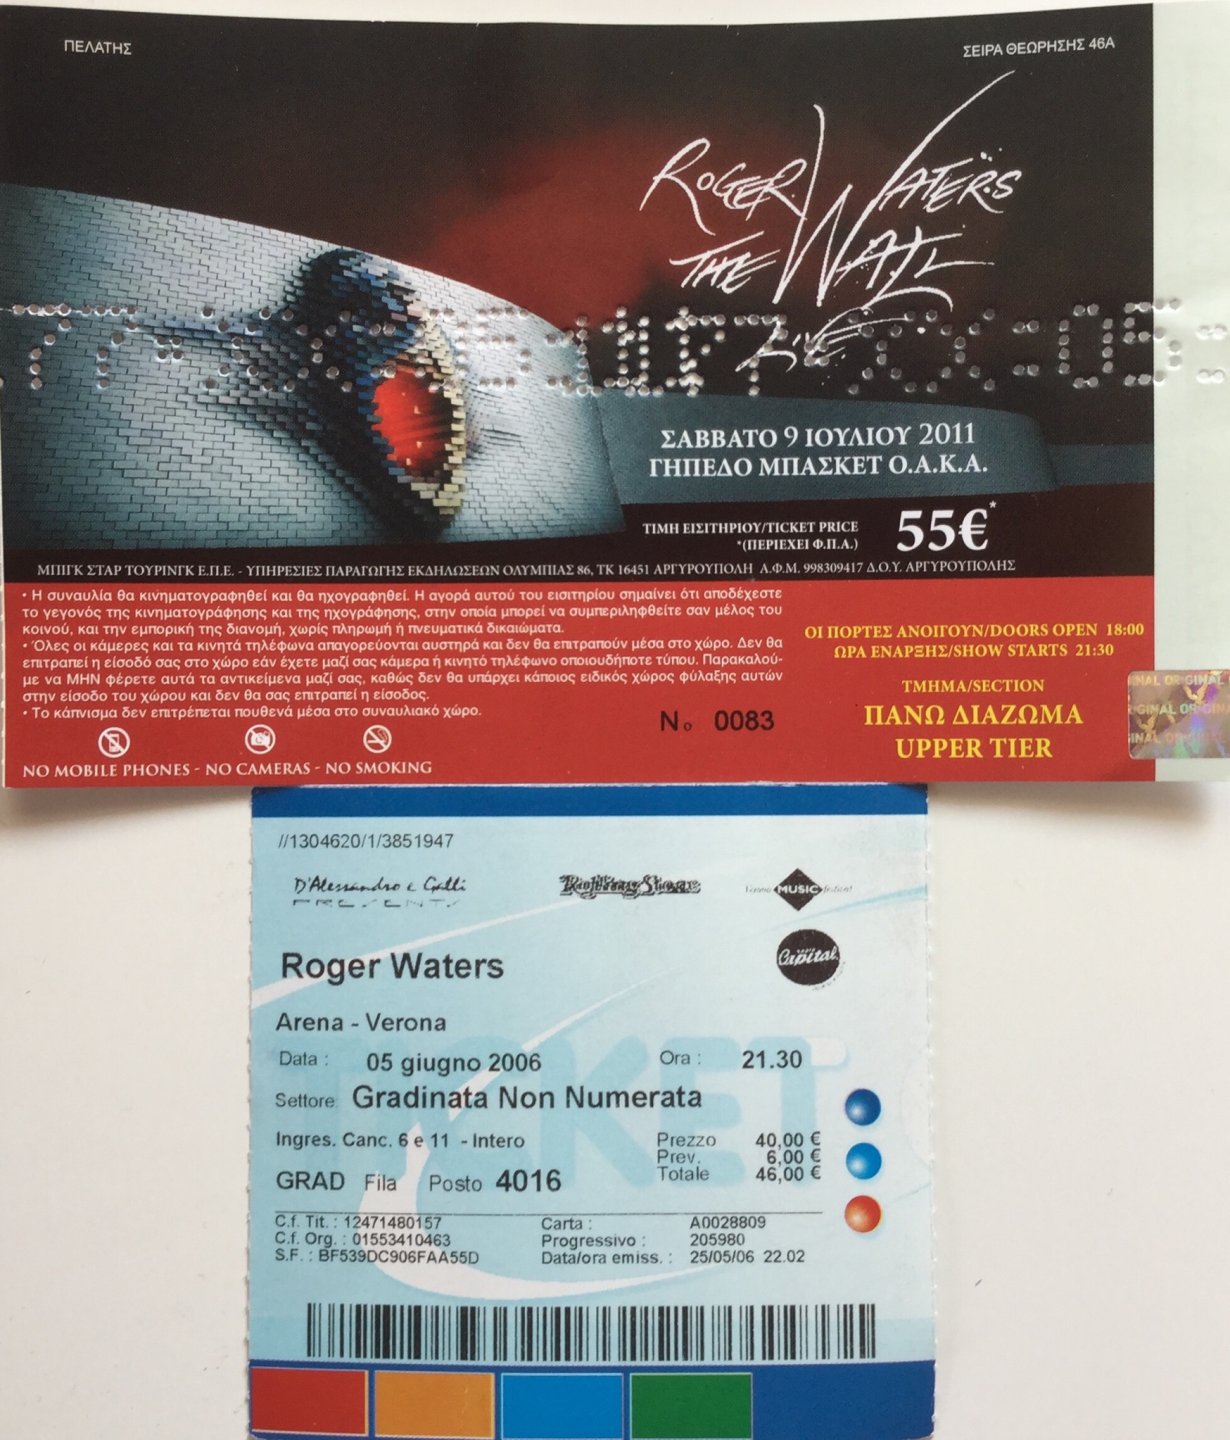 ΠΕΛΑΤΗΣ
ΣΕΙΡΑ ΘΕΩΡΗΣΗΣ 46Α
ROGER WATERS
THE WALL
LIVE
ΣΑΒΒΑΤΟ 9 ΙΟΥΛΙΟΥ 2011
ΓΗΠΕΔΟ ΜΠΑΣΚΕΤ Ο.Α.Κ.Α.
ΤΙΜΗ ΕΙΣΙΤΗΡΙΟΥ/TICKET PRICE 55€*
*(ΠΕΡΙΕΧΕΙ Φ.Π.Α.)
ΜΠΙΓΚ ΣΤΑΡ ΤΟΥΡΙΝΓΚ Ε.Π.Ε. - ΥΠΗΡΕΣΙΕΣ ΠΑΡΑΓΩΓΗΣ ΕΚΔΗΛΩΣΕΩΝ ΟΛΥΜΠΙΑΣ 86, ΤΚ 16451 ΑΡΓΥΡΟΥΠΟΛΗ Α.Φ.Μ. 998309417 Δ.Ο.Υ. ΑΡΓΥΡΟΥΠΟΛΗΣ
• Η συναυλία θα κινηματογραφηθεί και θα ηχογραφηθεί. Η αγορά αυτού του εισιτηρίου σημαίνει ότι αποδέχεστε
το γεγονός της κινηματογράφησης και της ηχογράφησης, στην οποία μπορεί να συμπεριληφθείτε σαν μέλος του
κοινού, και την εμπορική της διανομή, χωρίς πληρωμή ή πνευματικά δικαιώματα.
• Όλες οι κάμερες και τα κινητά τηλέφωνα απαγορεύονται αυστηρά και δεν θα επιτραπούν μέσα στο χώρο. Δεν θα
επιτραπεί η είσοδό σας στο χώρο εάν έχετε μαζί σας κάμερα ή κινητό τηλέφωνο οποιουδήποτε τύπου. Παρακαλού-
με να ΜΗΝ φέρετε αυτά τα αντικείμενα μαζί σας, καθώς δεν θα υπάρχει κάποιος ειδικός χώρος φύλαξης αυτών
στην είσοδο του χώρου και δεν θα σας επιτραπεί η είσοδος.
• Το κάπνισμα δεν επιτρέπεται πουθενά μέσα στο συναυλιακό χώρο.
NO MOBILE PHONES - NO CAMERAS - NO SMOKING
No 0083
ΟΙ ΠΟΡΤΕΣ ΑΝΟΙΓΟΥΝ/DOORS OPEN 18:00
ΩΡΑ ΕΝΑΡΞΗΣ/SHOW STARTS 21:30
ΤΜΗΜΑ/SECTION
ΠΑΝΩ ΔΙΑΖΩΜΑ
UPPER TIER
ORIGINAL
//1304620/1/3851947
D'Alessandro e Galli
PRESENTS
MUSIC
Capital
Roger Waters
Arena - Verona
Data : 05 giugno 2006 Ora : 21.30
Settore: Gradinata Non Numerata
Ingres. Canc. 6 e 11 - Intero
Prezzo 40,00 €
Prev. 6,00 €
Totale 46,00 €
GRAD Fila Posto 4016
C.f. Tit. : 12471480157 Carta : A0028809
C.f. Org. : 01553410463 Progressivo : 205980
S.F. : BF539DC906FAA55D Data/ora emiss. : 25/05/06 22.02
TICKET